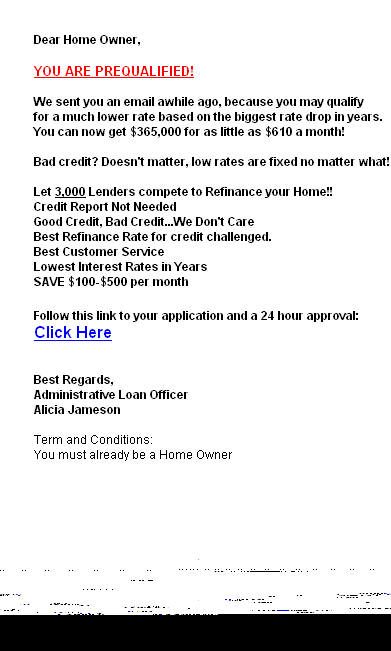 Dear Home Owner,
YOU ARE PREQUALIFIED!
We sent you an email awhile ago, because you may qualify
for a much lower rate based on the biggest rate drop in years.
You can now get $365,000 for as little as $610 a month!
Bad credit? Doesn't matter, low rates are fixed no matter what!
Let 3,000 Lenders compete to Refinance your Home!!
Credit Report Not Needed
Good Credit, Bad Credit...We Don't Care
Best Refinance Rate for credit challenged.
Best Customer Service
Lowest Interest Rates in Years
SAVE $100-$500 per month
Follow this link to your application and a 24 hour approval:
Click Here
Best Regards,
Administrative Loan Officer
Alicia Jameson
Term and Conditions:
You must already be a Home Owner